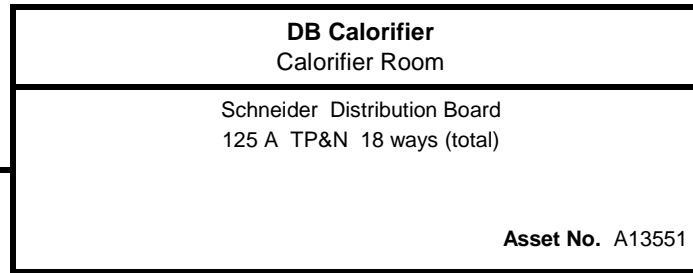 DB Calorifier
Calorifier Room
Schneider Distribution Board
125 A TP&N 18 ways (total)
Asset No. A13551